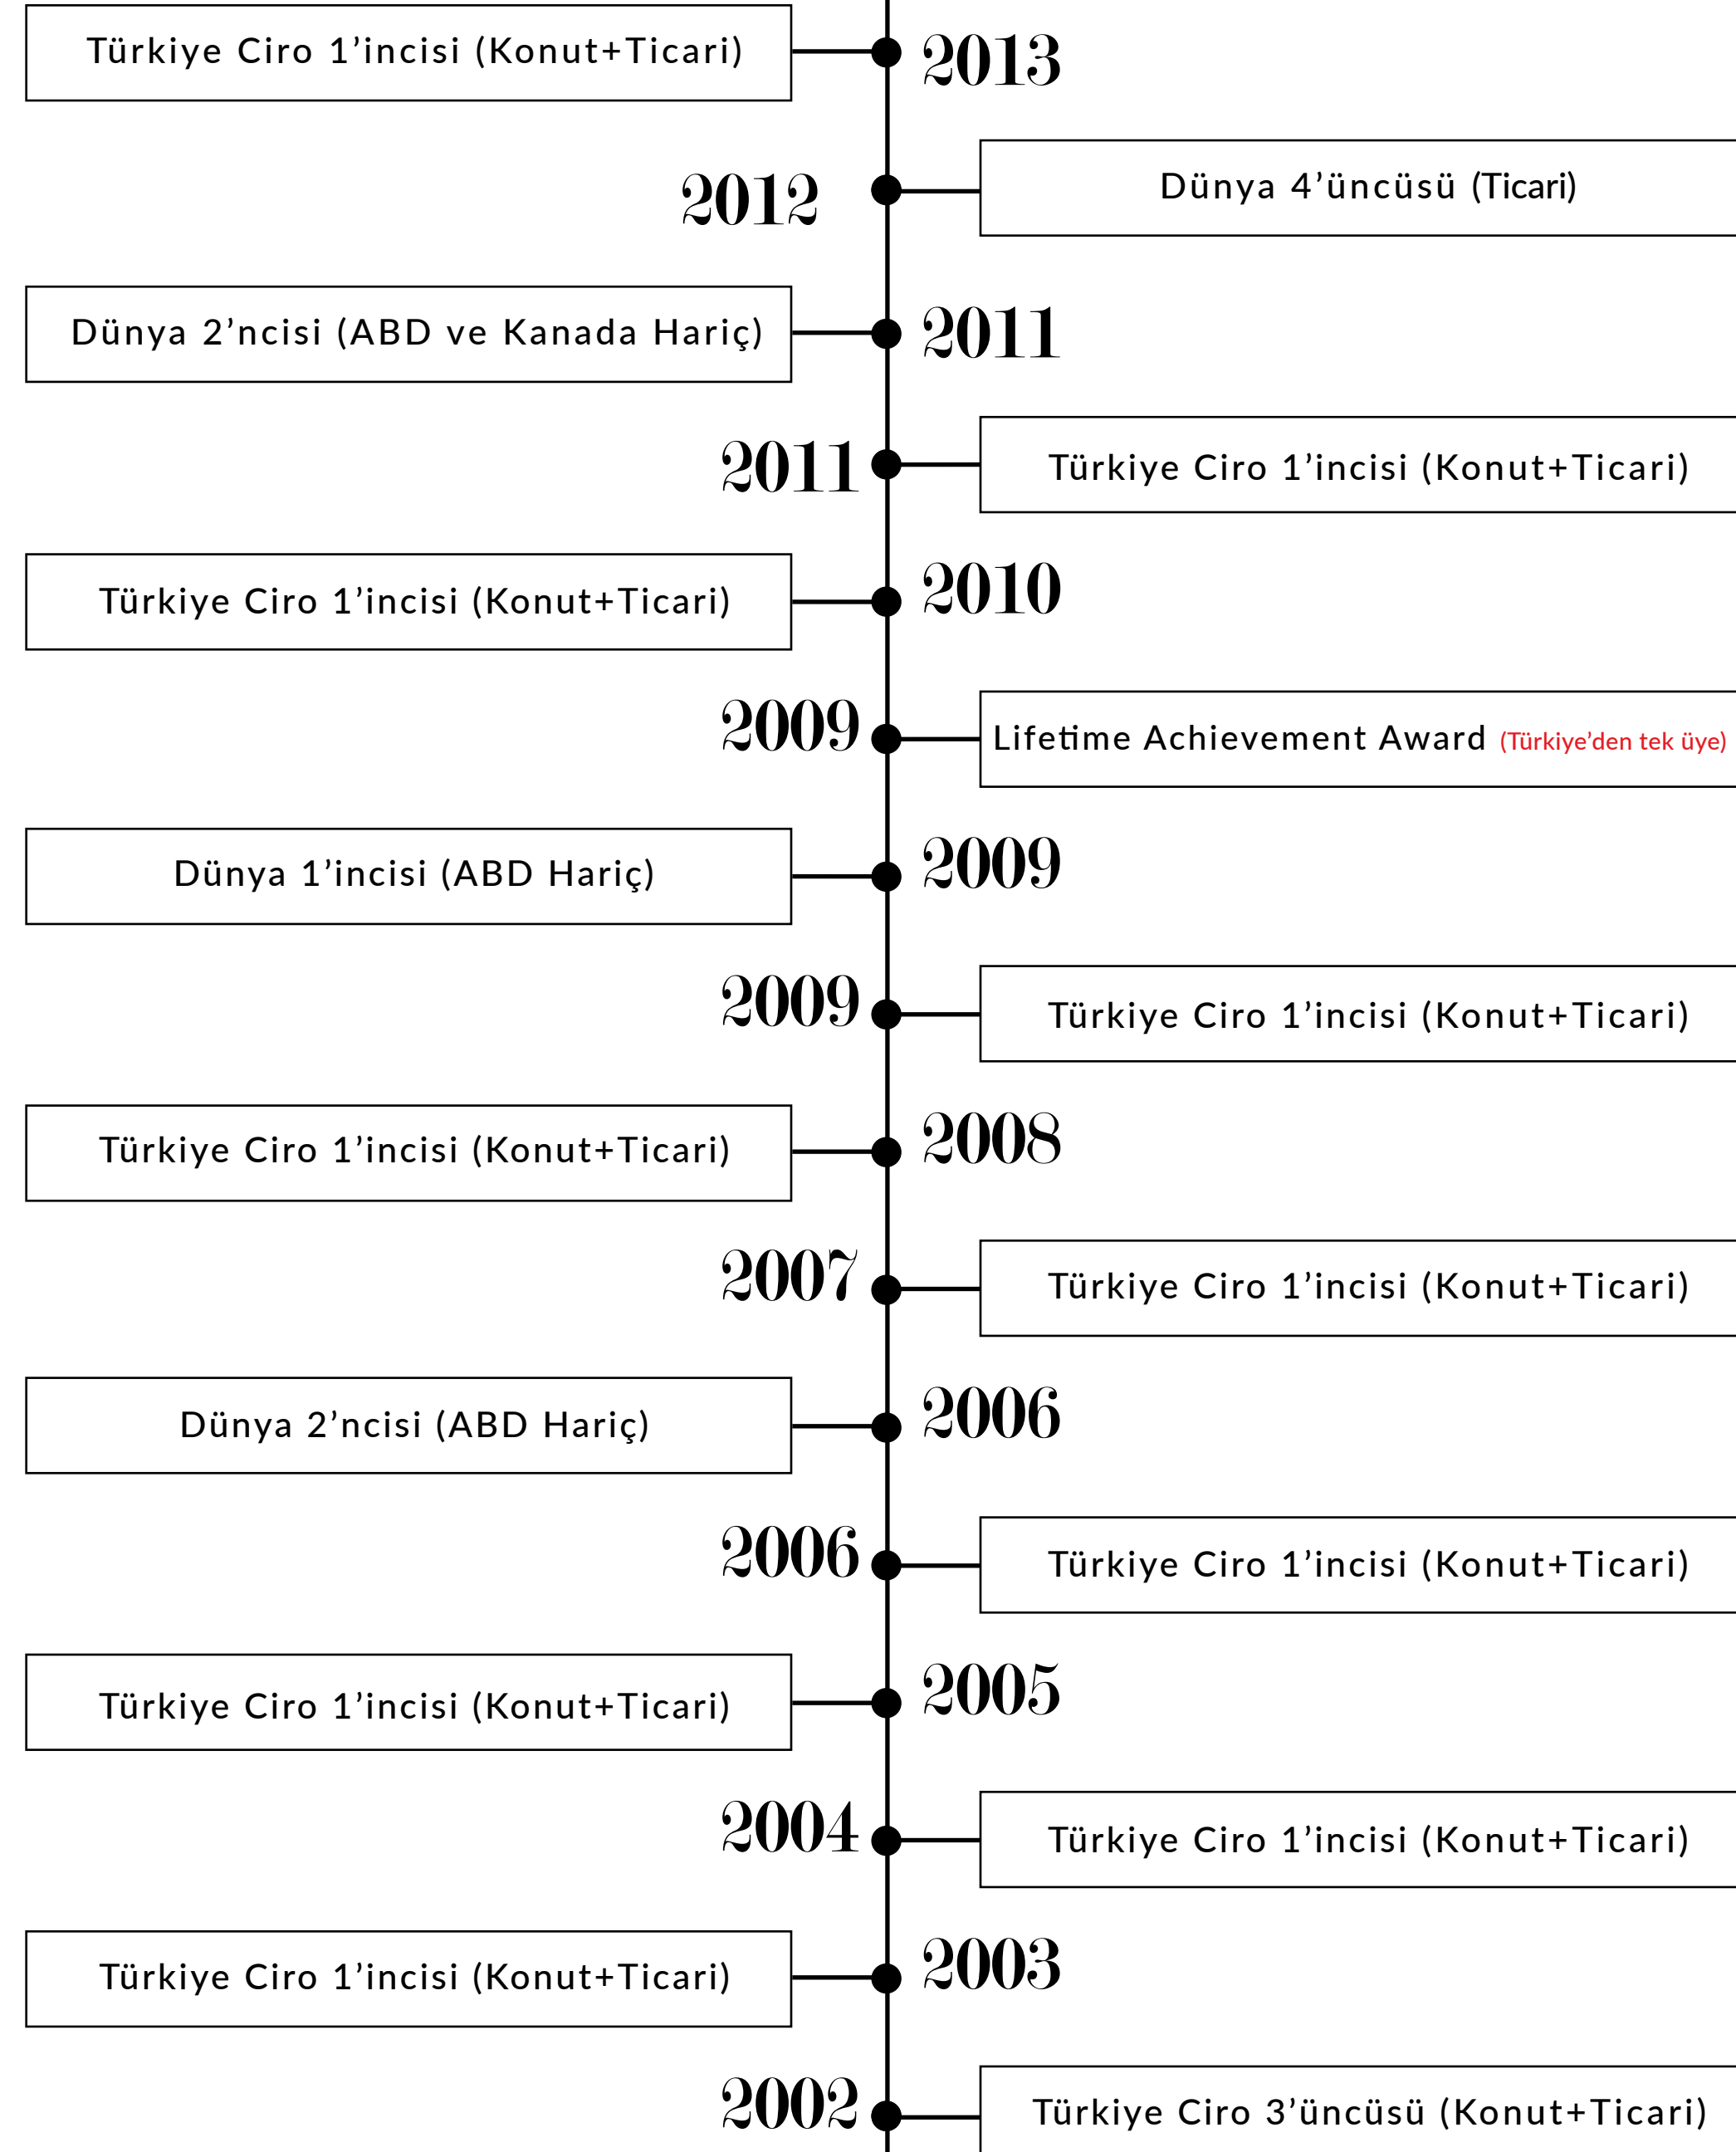 Türkiye Ciro 1’incisi (Konut+Ticari)
2013
2012
Dünya 4’üncüsü (Ticari)
Dünya 2’ncisi (ABD ve Kanada Hariç)
2011
2011
Türkiye Ciro 1’incisi (Konut+Ticari)
Türkiye Ciro 1’incisi (Konut+Ticari)
2010
2009
Lifetime Achievement Award (Türkiye’den tek üye)
Dünya 1’incisi (ABD Hariç)
2009
2009
Türkiye Ciro 1’incisi (Konut+Ticari)
Türkiye Ciro 1’incisi (Konut+Ticari)
2008
2007
Türkiye Ciro 1’incisi (Konut+Ticari)
Dünya 2’ncisi (ABD Hariç)
2006
2006
Türkiye Ciro 1’incisi (Konut+Ticari)
Türkiye Ciro 1’incisi (Konut+Ticari)
2005
2004
Türkiye Ciro 1’incisi (Konut+Ticari)
Türkiye Ciro 1’incisi (Konut+Ticari)
2003
2002
Türkiye Ciro 3’üncüsü (Konut+Ticari)